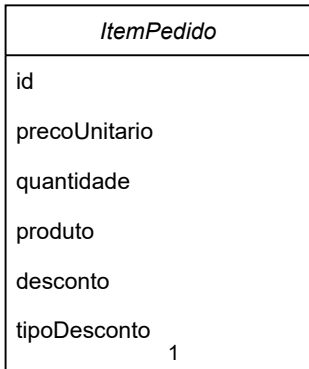 ItemPedido
id
precoUnitario
quantidade
produto
desconto
tipoDesconto
1